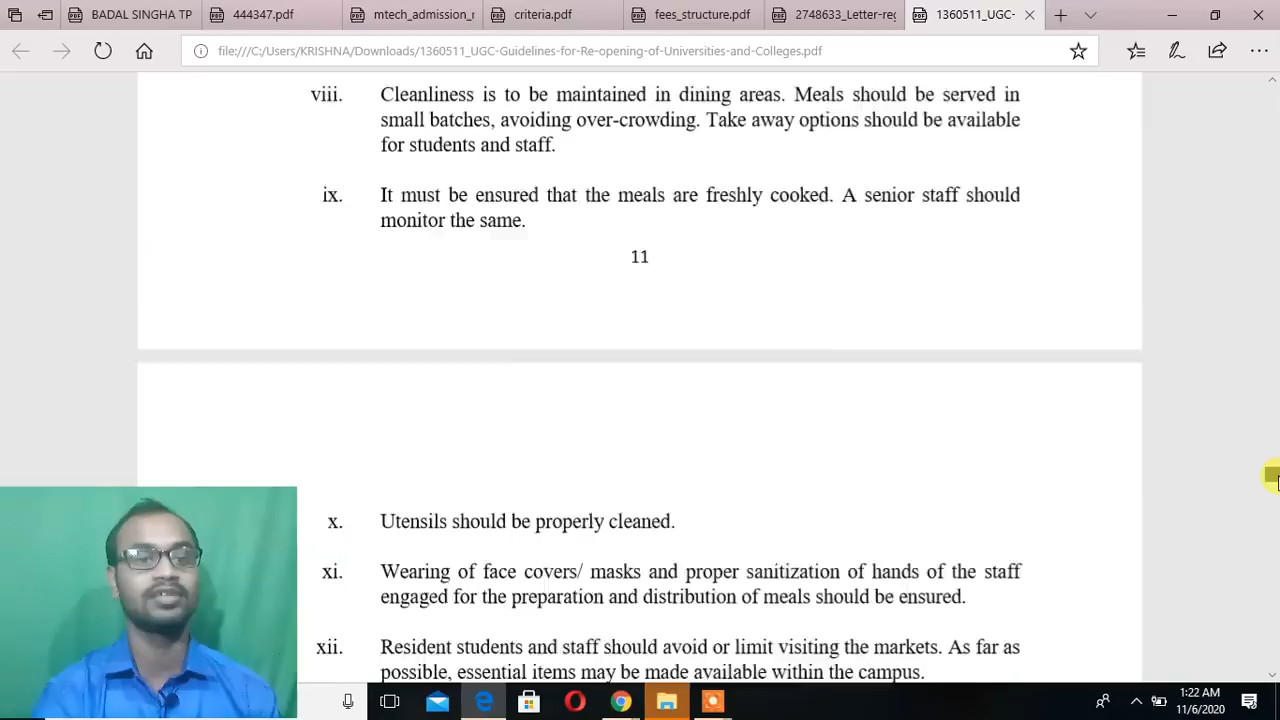 BADAL SINGHA TP
444347.pdf
mtech_admission_r
criteria.pdf
fees_structure.pdf
2748633_Letter-reg
1360511_UGC-
file:///C:/Users/KRISHNA/Downloads/1360511_UGC-Guidelines-for-Re-opening-of-Universities-and-Colleges.pdf
viii. Cleanliness is to be maintained in dining areas. Meals should be served in
small batches, avoiding over-crowding. Take away options should be available
for students and staff.
ix. It must be ensured that the meals are freshly cooked. A senior staff should
monitor the same.
11
x. Utensils should be properly cleaned.
xi. Wearing of face covers/ masks and proper sanitization of hands of the staff
engaged for the preparation and distribution of meals should be ensured.
xii. Resident students and staff should avoid or limit visiting the markets. As far as
possible, essential items may be made available within the campus.
1:22 AM
11/6/2020